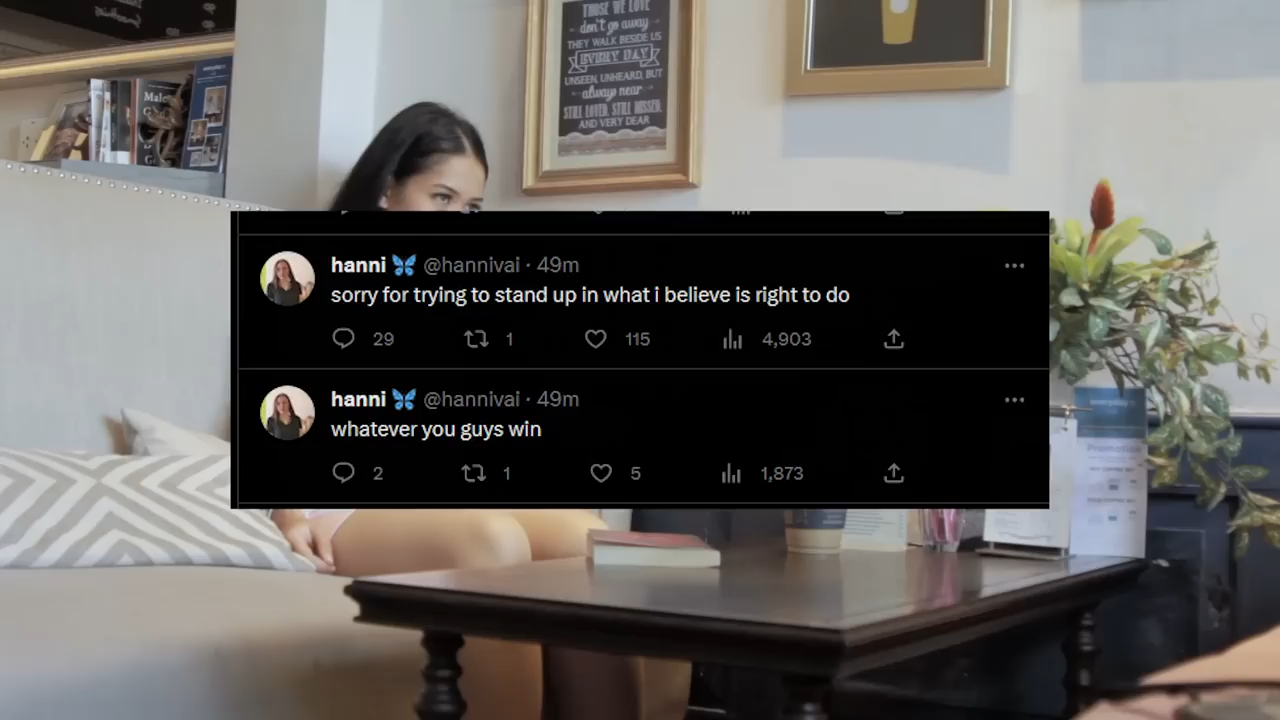 THOSE WE LOVE
don't go away
THEY WALK BESIDE US
EVERY DAY
UNSEEN, UNHEARD, BUT
always near
STILL LOVED, STILL MISSED,
AND VERY DEAR
hanni 🦋 @hannivai · 49m
sorry for trying to stand up in what i believe is right to do
29 1 115 4,903
hanni 🦋 @hannivai · 49m
whatever you guys win
2 1 5 1,873
Promotion